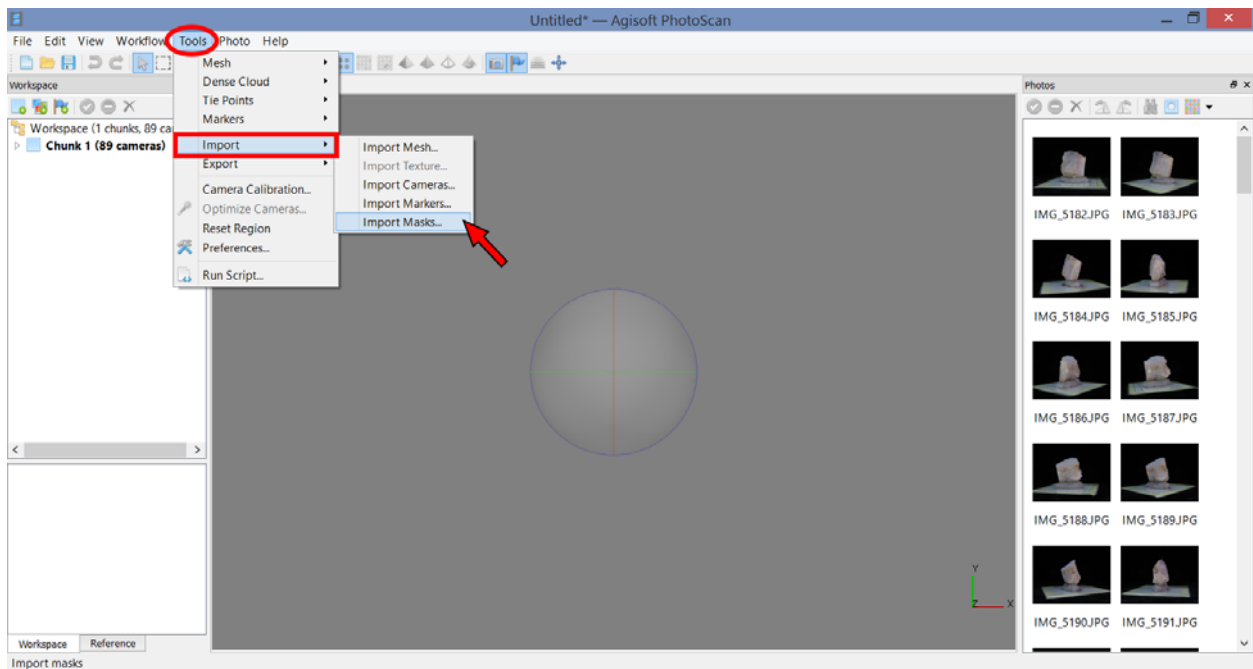 Untitled* — Agisoft PhotoScan
File Edit View Workflow Tools Photo Help
Workspace
Workspace (1 chunks, 89 ca
Chunk 1 (89 cameras)
Mesh
Dense Cloud
Tie Points
Markers
Import
Export
Camera Calibration...
Optimize Cameras...
Reset Region
Preferences...
Run Script...
Import Mesh...
Import Texture...
Import Cameras...
Import Markers...
Import Masks...
Y
Z X
Photos
IMG_5182.JPG IMG_5183.JPG
IMG_5184.JPG IMG_5185.JPG
IMG_5186.JPG IMG_5187.JPG
IMG_5188.JPG IMG_5189.JPG
IMG_5190.JPG IMG_5191.JPG
Workspace Reference
Import masks